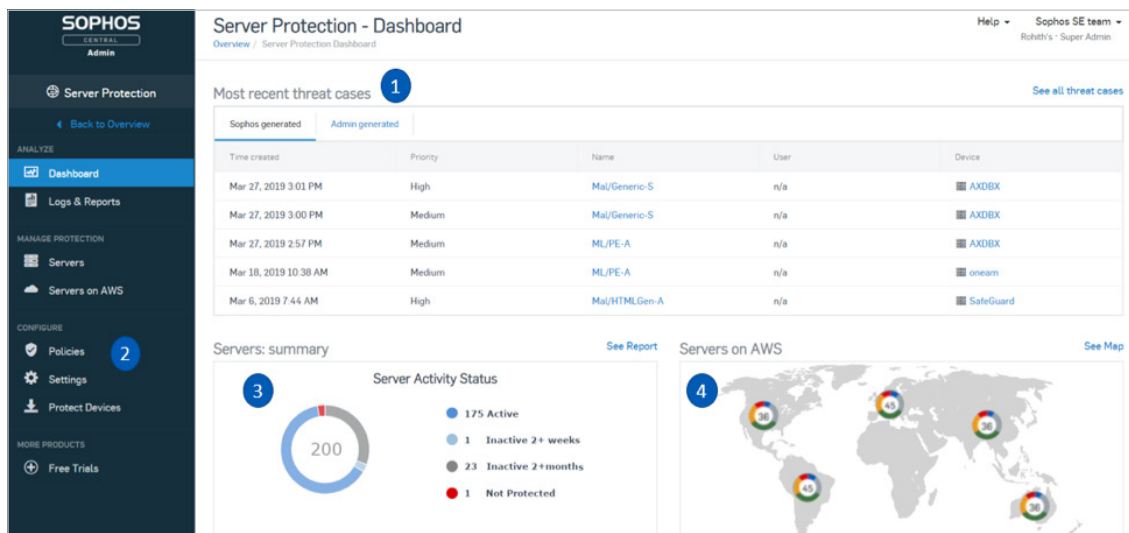 SOPHOS
CENTRAL
Admin
Server Protection
Back to Overview
ANALYZE
Dashboard
Logs & Reports
MANAGE PROTECTION
Servers
Servers on AWS
CONFIGURE
Policies
2
Settings
Protect Devices
MORE PRODUCTS
Free Trials
Server Protection - Dashboard
Overview / Server Protection Dashboard
Help
Sophos SE team
Rohith's · Super Admin
Most recent threat cases
1
See all threat cases
Sophos generated Admin generated
Time created Priority Name User Device
Mar 27, 2019 3:01 PM High Mal/Generic-S n/a AXDBX
Mar 27, 2019 3:00 PM Medium Mal/Generic-S n/a AXDBX
Mar 27, 2019 2:57 PM Medium ML/PE-A n/a AXDBX
Mar 18, 2019 10:38 AM Medium ML/PE-A n/a oneam
Mar 6, 2019 7:44 AM High Mal/HTMLGen-A n/a SafeGuard
Servers: summary
See Report
3
Server Activity Status
200
175 Active
1 Inactive 2+ weeks
23 Inactive 2+months
1 Not Protected
Servers on AWS
See Map
4
36
45
36
45
36